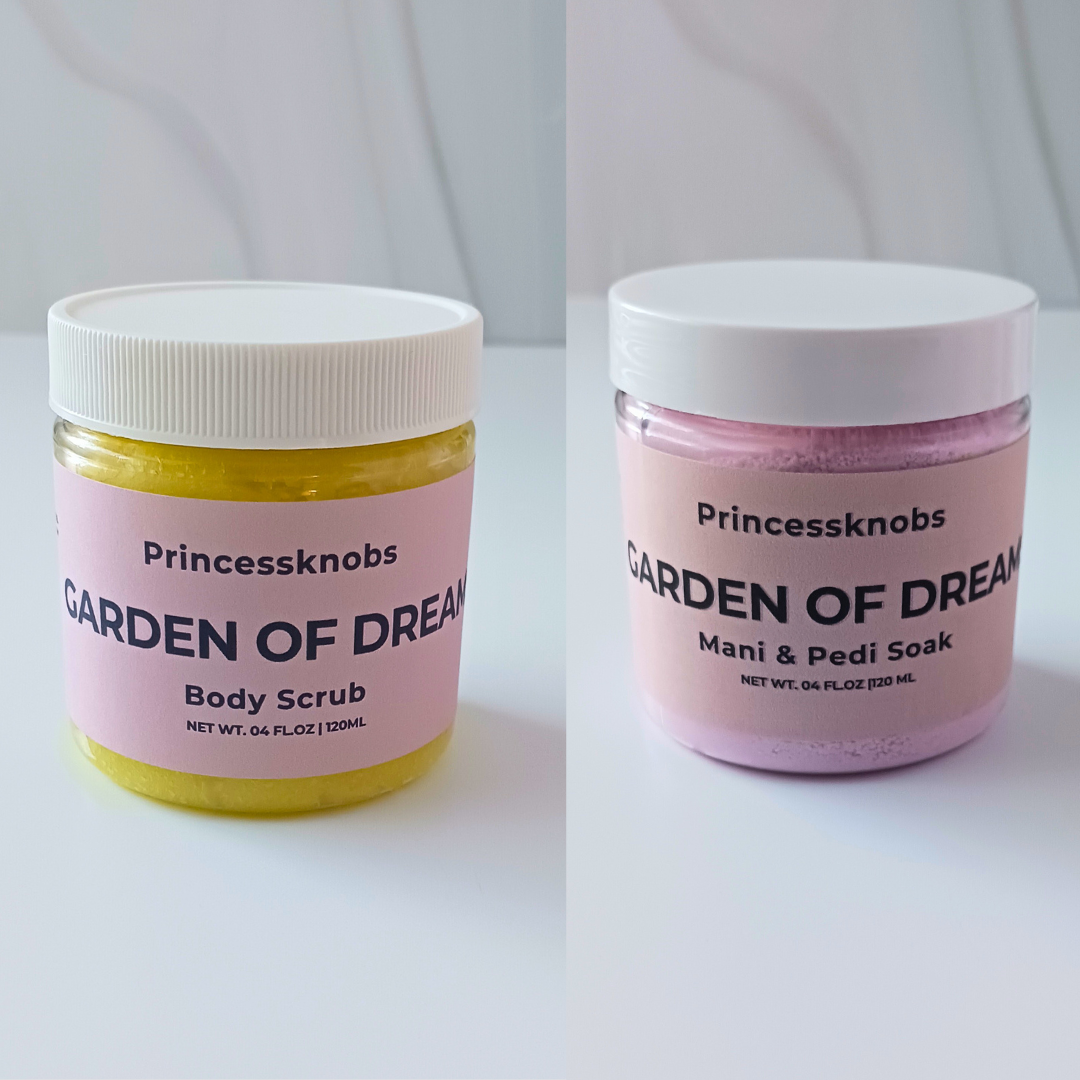 Princessknobs
GARDEN OF DREAM
Body Scrub
NET WT. 04 FL.OZ | 120ML
Princessknobs
GARDEN OF DREAM
Mani & Pedi Soak
NET WT. 04 FL.OZ |120 ML